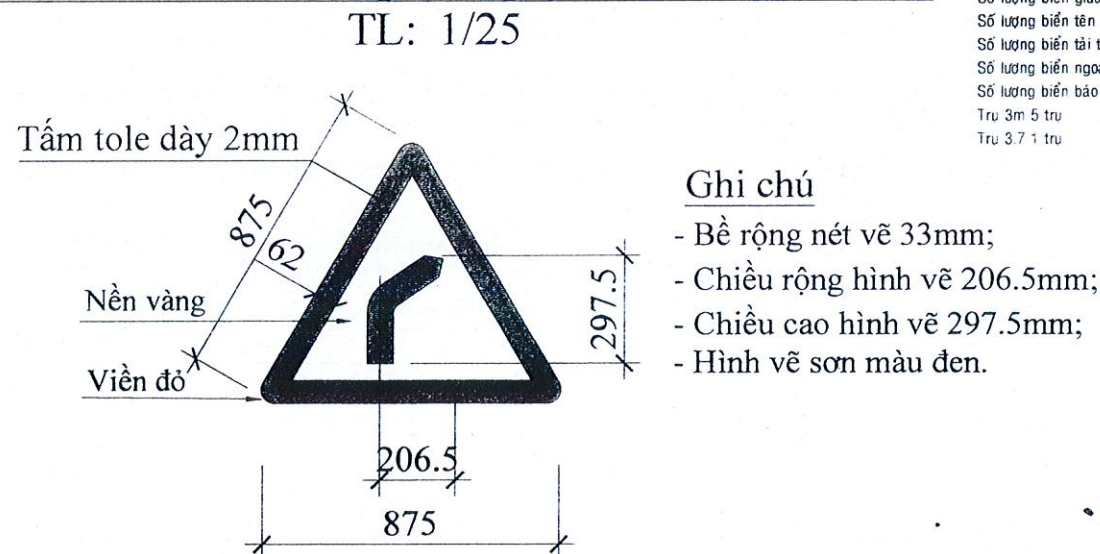 TL: 1/25
Số lượng biển tên
Số lượng biển tải t
Số lượng biển ngoà
Số lượng biển báo
Trụ 3m 5 trụ
Trụ 3.7 1 trụ
Tấm tole dày 2mm
875
62
Nền vàng
Viền đỏ
297.5
206.5
875
Ghi chú
- Bề rộng nét vẽ 33mm;
- Chiều rộng hình vẽ 206.5mm;
- Chiều cao hình vẽ 297.5mm;
- Hình vẽ sơn màu đen.